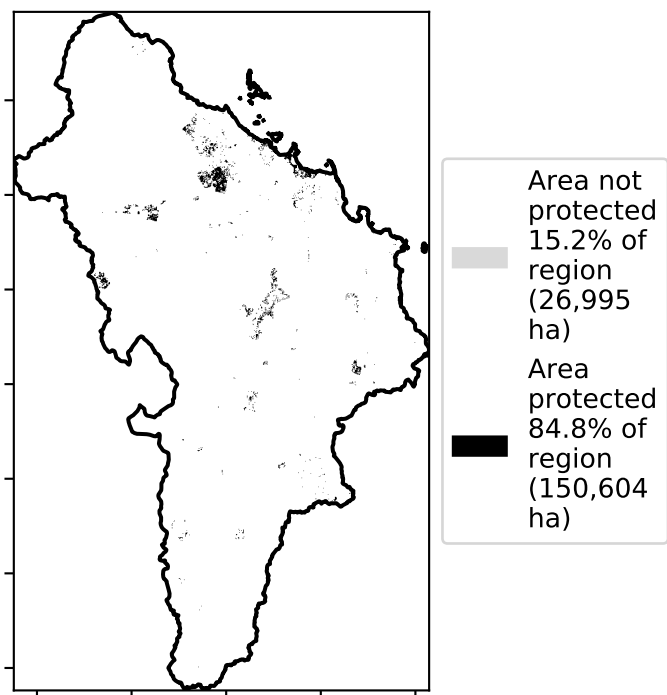 Area not
protected
15.2% of
region
(26,995
ha)
Area
protected
84.8% of
region
(150,604
ha)